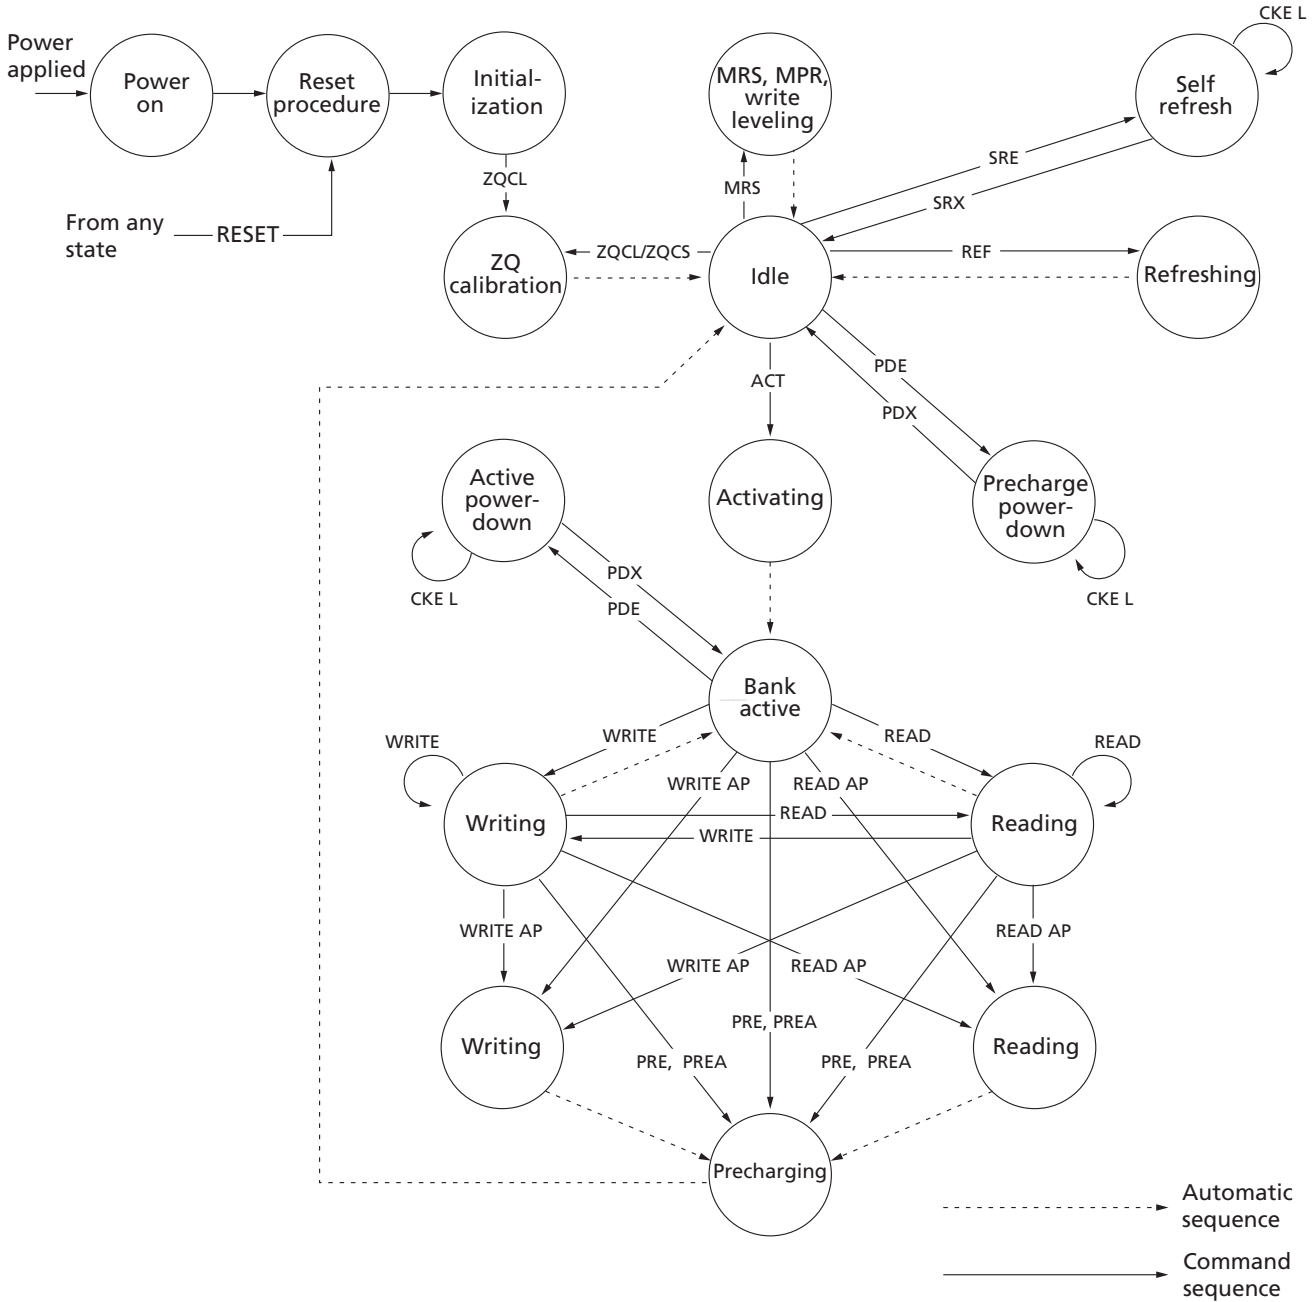 CKE L
Power
applied
Power
on
Reset
procedure
Initial-
ization
MRS, MPR,
write
leveling
Self
refresh
SRE
ZQCL
MRS
SRX
From any
state
RESET
ZQ
calibration
ZQCL/ZQCS
Idle
REF
Refreshing
PDE
ACT
PDX
Active
power-
down
Activating
Precharge
power-
down
PDX
CKE L
PDE
CKE L
Bank
active
WRITE
WRITE
READ
READ
WRITE AP
READ AP
Writing
READ
Reading
WRITE
WRITE AP
READ AP
WRITE AP
READ AP
PRE, PREA
Writing
Reading
PRE, PREA
PRE, PREA
Precharging
Automatic
sequence
Command
sequence